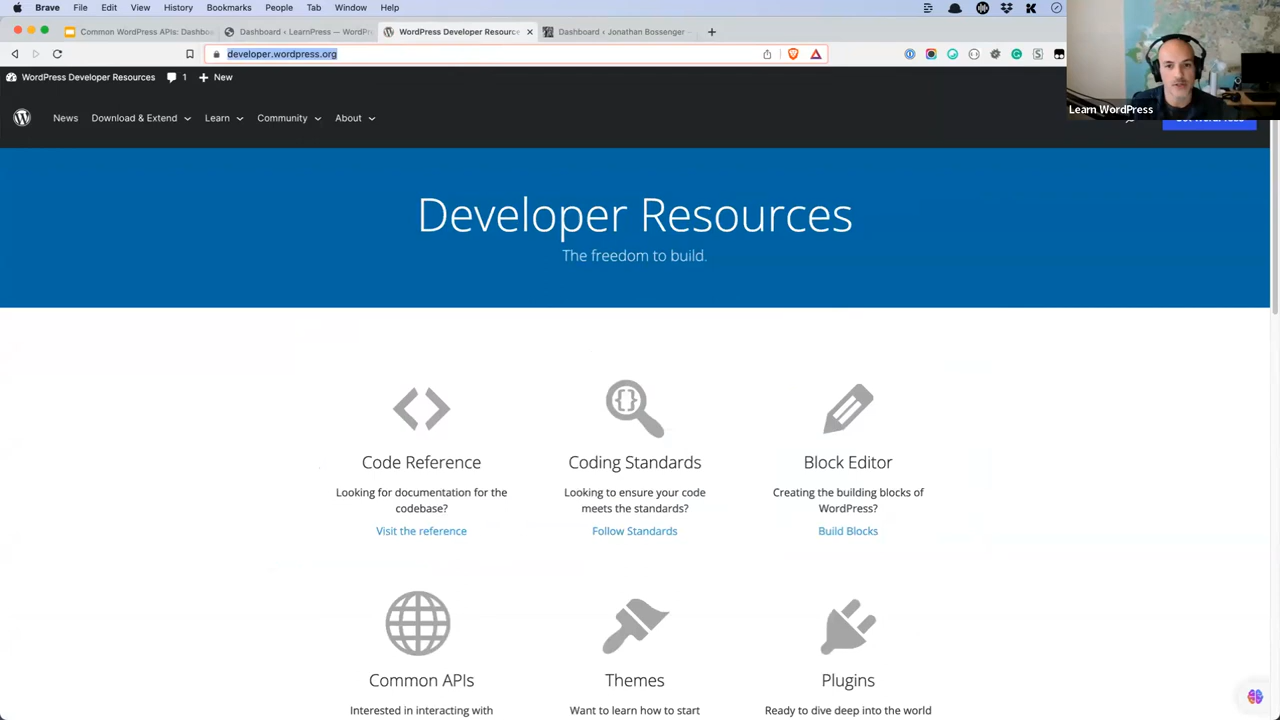 Brave File Edit View History Bookmarks People Tab Window Help
Common WordPress APIs: Dashbo
Dashboard ‹ LearnPress — WordPr
WordPress Developer Resource
Dashboard ‹ Jonathan Bossenger
developer.wordpress.org
WordPress Developer Resources 1 New
Learn WordPress
News Download & Extend Learn Community About
Developer Resources
The freedom to build.
Code Reference
Looking for documentation for the
codebase?
Visit the reference
Coding Standards
Looking to ensure your code
meets the standards?
Follow Standards
Block Editor
Creating the building blocks of
WordPress?
Build Blocks
Common APIs
Interested in interacting with
Themes
Want to learn how to start
Plugins
Ready to dive deep into the world